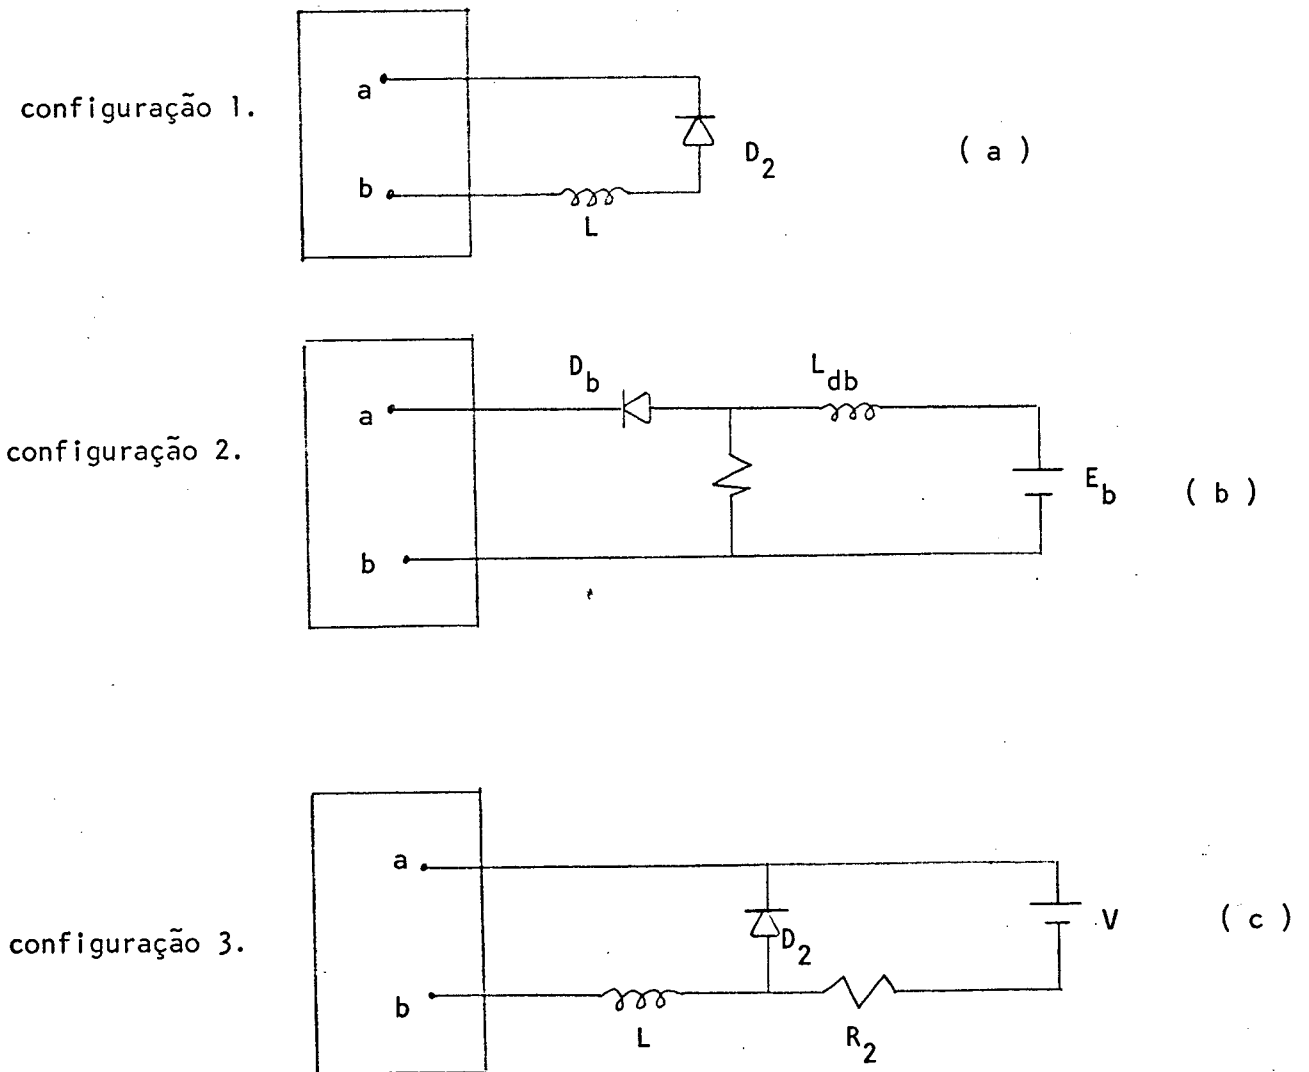 configuração 1.
a
b
L
D2
( a )
configuração 2.
a
b
Db
Ldb
Eb
( b )
configuração 3.
a
b
L
D2
R2
V
( c )